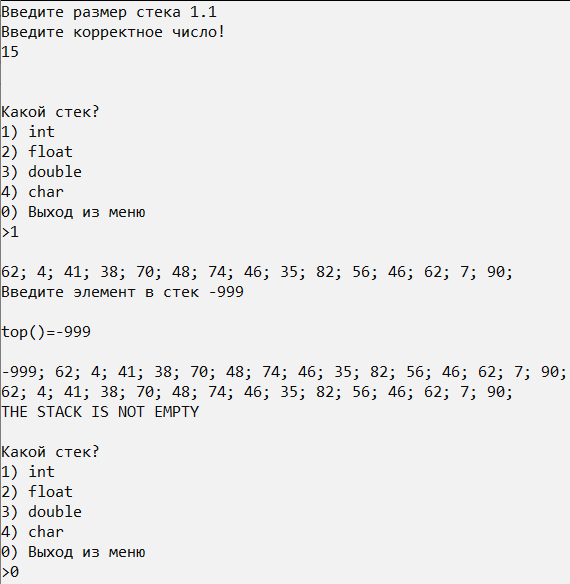 Введите размер стека 1.1
Введите корректное число!
15
Какой стек?
1) int
2) float
3) double
4) char
0) Выход из меню
>1
62; 4; 41; 38; 70; 48; 74; 46; 35; 82; 56; 46; 62; 7; 90;
Введите элемент в стек -999
top()=-999
-999; 62; 4; 41; 38; 70; 48; 74; 46; 35; 82; 56; 46; 62; 7; 90;
62; 4; 41; 38; 70; 48; 74; 46; 35; 82; 56; 46; 62; 7; 90;
THE STACK IS NOT EMPTY
Какой стек?
1) int
2) float
3) double
4) char
0) Выход из меню
>0